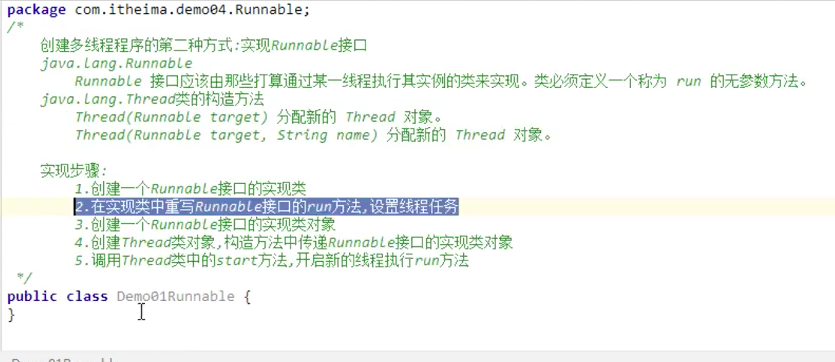 package com.itheima.demo04.Runnable;
/*
创建多线程程序的第二种方式:实现Runnable接口
java.lang.Runnable
Runnable 接口应该由那些打算通过某一线程执行其实例的类来实现。类必须定义一个称为 run 的无参数方法。
java.lang.Thread类的构造方法
Thread(Runnable target) 分配新的 Thread 对象。
Thread(Runnable target, String name) 分配新的 Thread 对象。
实现步骤:
1.创建一个Runnable接口的实现类
2.在实现类中重写Runnable接口的run方法,设置线程任务
3.创建一个Runnable接口的实现类对象
4.创建Thread类对象,构造方法中传递Runnable接口的实现类对象
5.调用Thread类中的start方法,开启新的线程执行run方法
*/
public class Demo01Runnable {
}